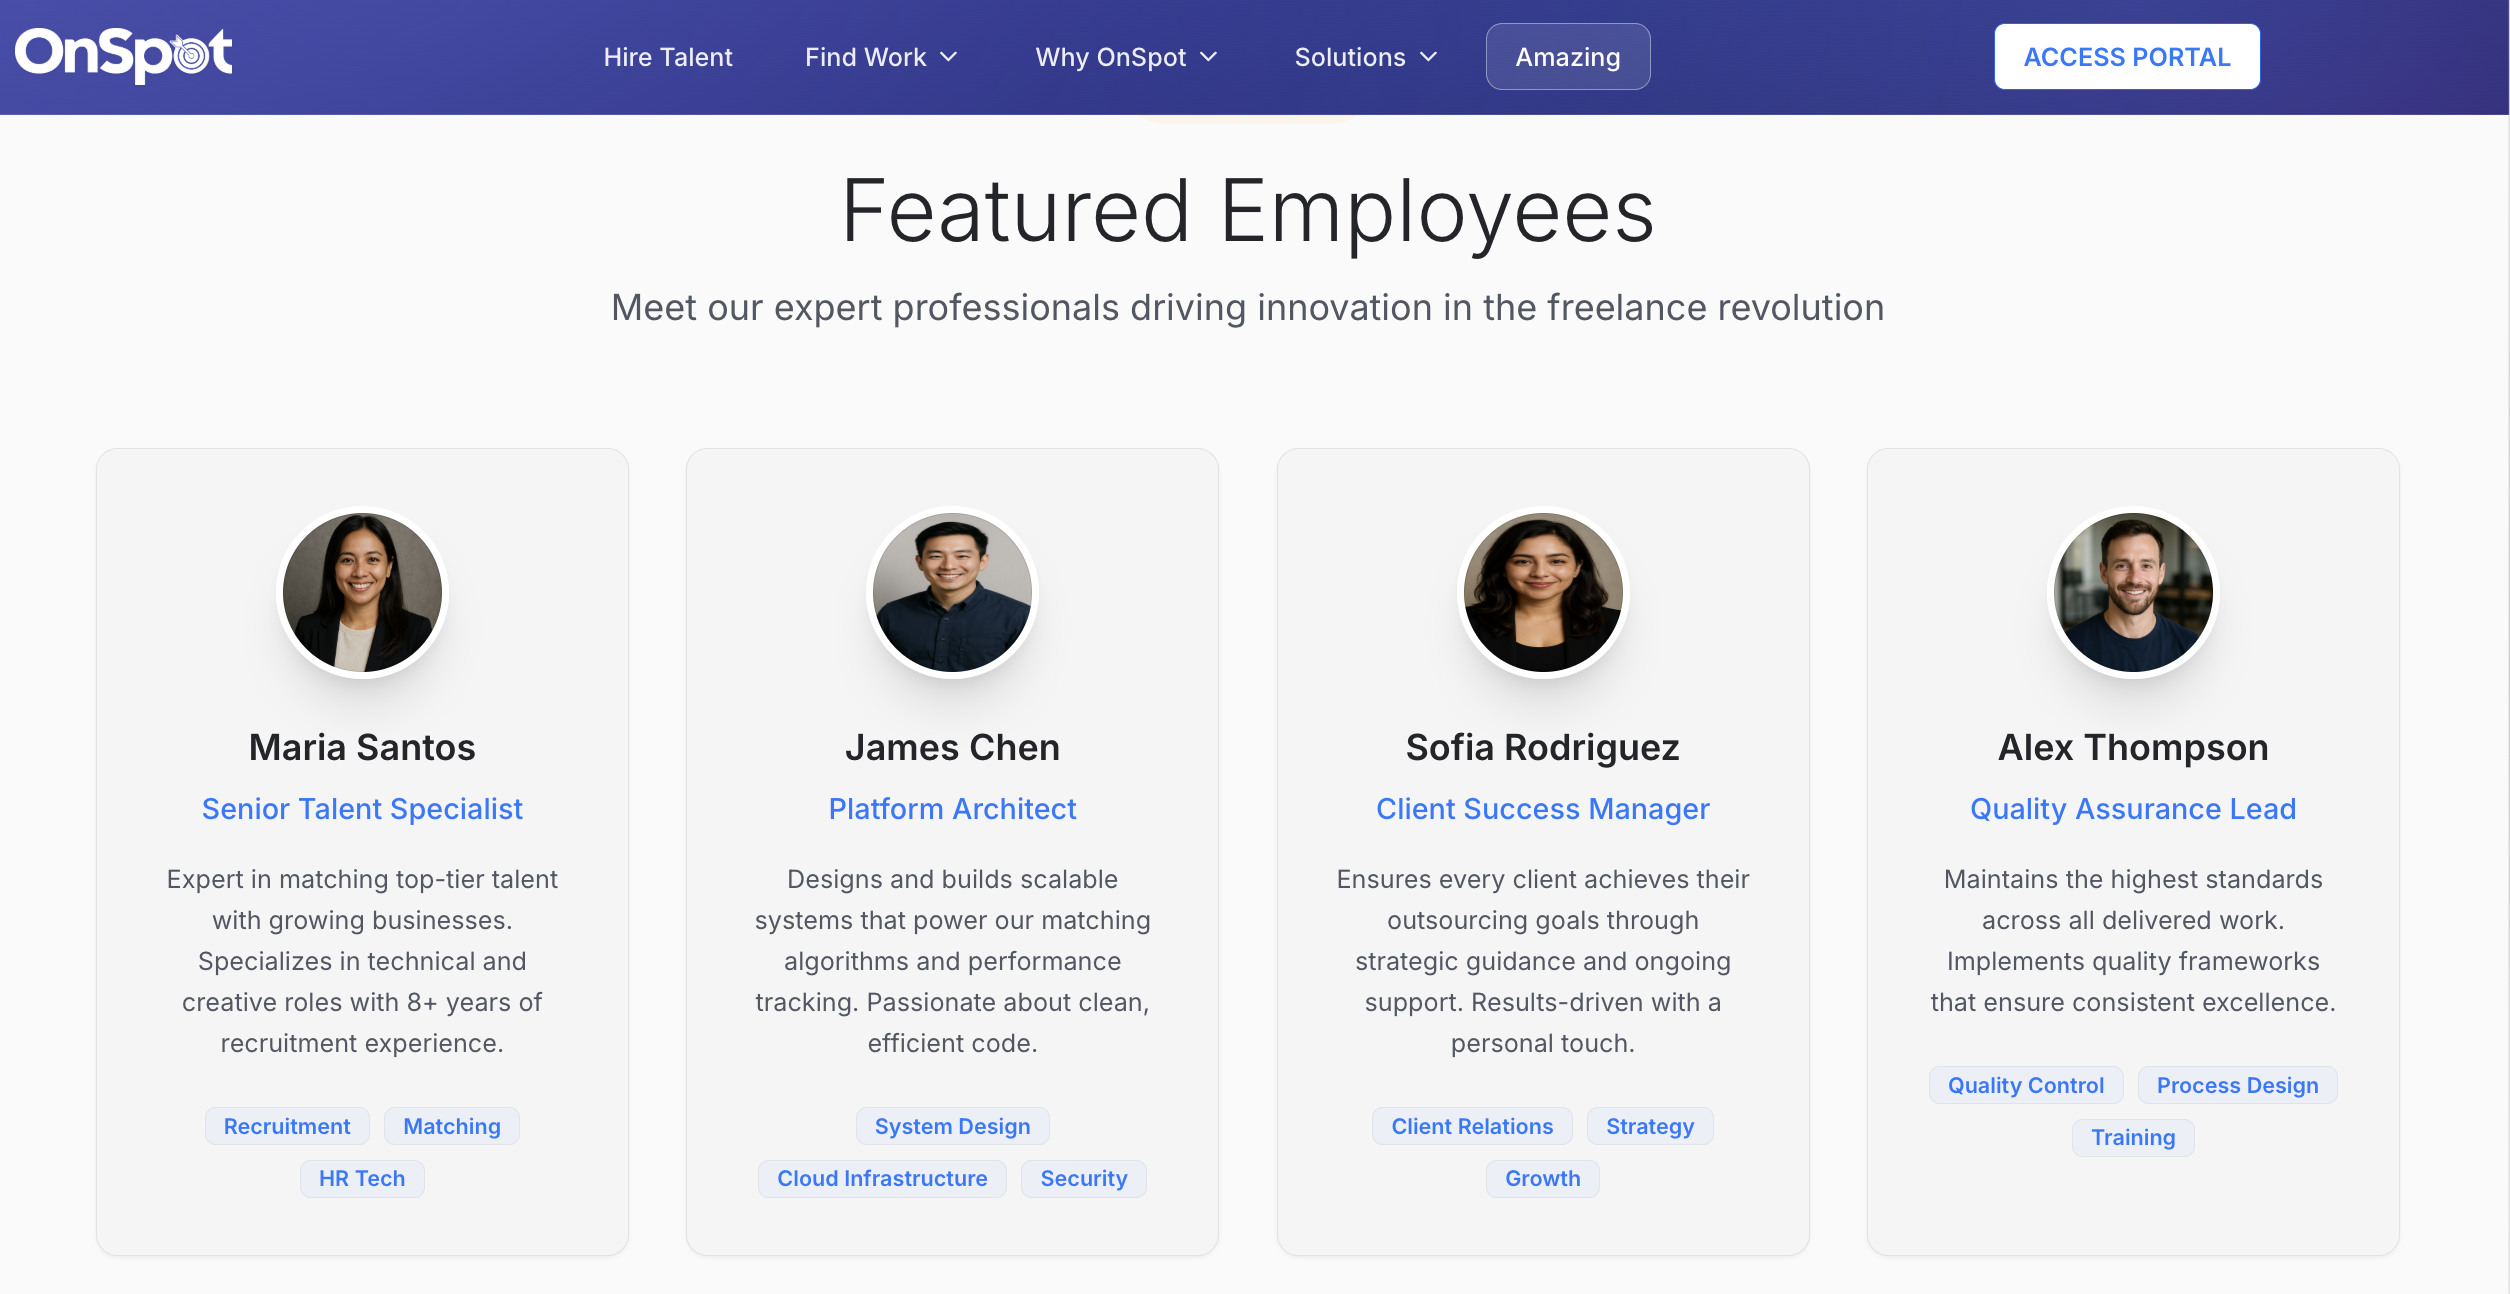 OnSpot
Hire Talent
Find Work
Why OnSpot
Solutions
Amazing
ACCESS PORTAL
Featured Employees
Meet our expert professionals driving innovation in the freelance revolution
Maria Santos
Senior Talent Specialist
Expert in matching top-tier talent
with growing businesses.
Specializes in technical and
creative roles with 8+ years of
recruitment experience.
Recruitment
Matching
HR Tech
James Chen
Platform Architect
Designs and builds scalable
systems that power our matching
algorithms and performance
tracking. Passionate about clean,
efficient code.
System Design
Cloud Infrastructure
Security
Sofia Rodriguez
Client Success Manager
Ensures every client achieves their
outsourcing goals through
strategic guidance and ongoing
support. Results-driven with a
personal touch.
Client Relations
Strategy
Growth
Alex Thompson
Quality Assurance Lead
Maintains the highest standards
across all delivered work.
Implements quality frameworks
that ensure consistent excellence.
Quality Control
Process Design
Training